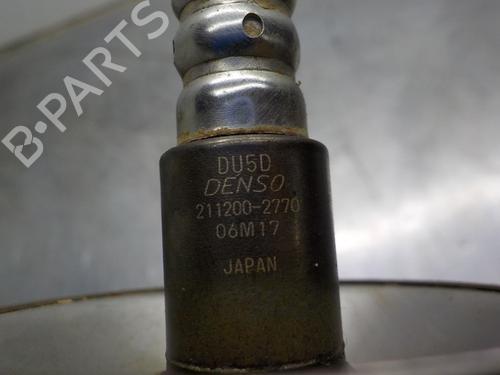 B-PARTS
DU5D
DENSO
211200-2770
06M17
JAPAN